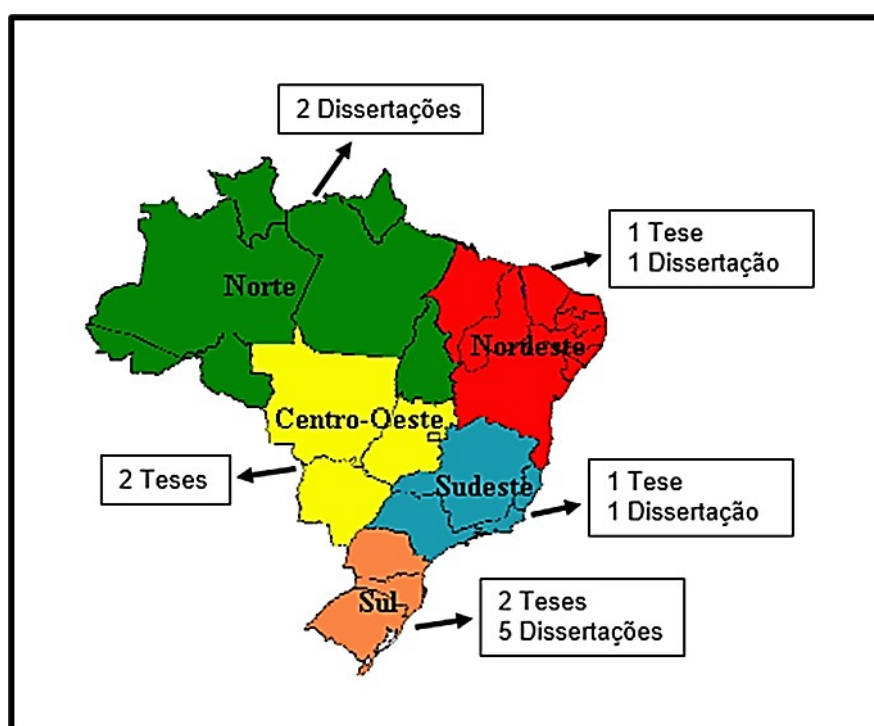 2 Dissertações
1 Tese
1 Dissertação
Norte
Nordeste
Centro-Oeste
2 Teses
Sudeste
1 Tese
1 Dissertação
Sul
2 Teses
5 Dissertações